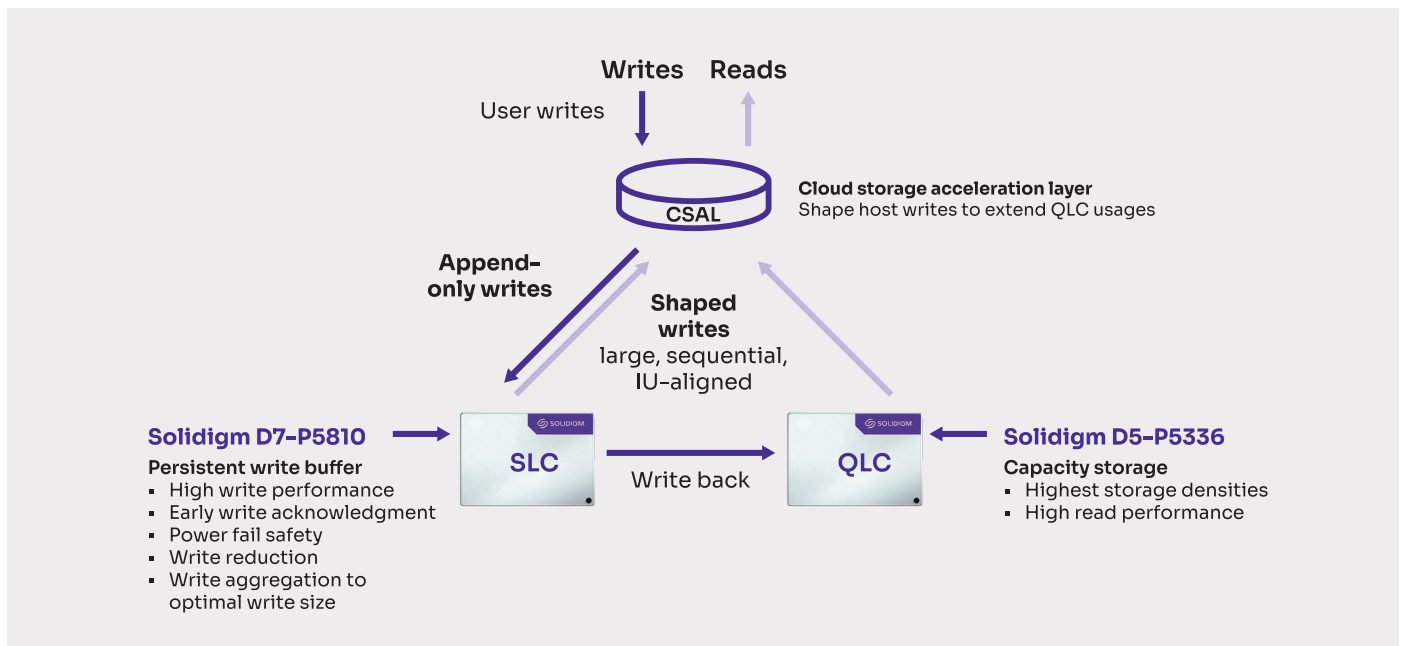 Writes Reads
User writes
CSAL
Cloud storage acceleration layer
Shape host writes to extend QLC usages
Append-
only writes
Shaped
writes
large, sequential,
IU-aligned
Solidigm D7-P5810
Persistent write buffer
▪ High write performance
▪ Early write acknowledgment
▪ Power fail safety
▪ Write reduction
▪ Write aggregation to
optimal write size
SOLIDIGM
SLC
Write back
SOLIDIGM
QLC
Solidigm D5-P5336
Capacity storage
▪ Highest storage densities
▪ High read performance